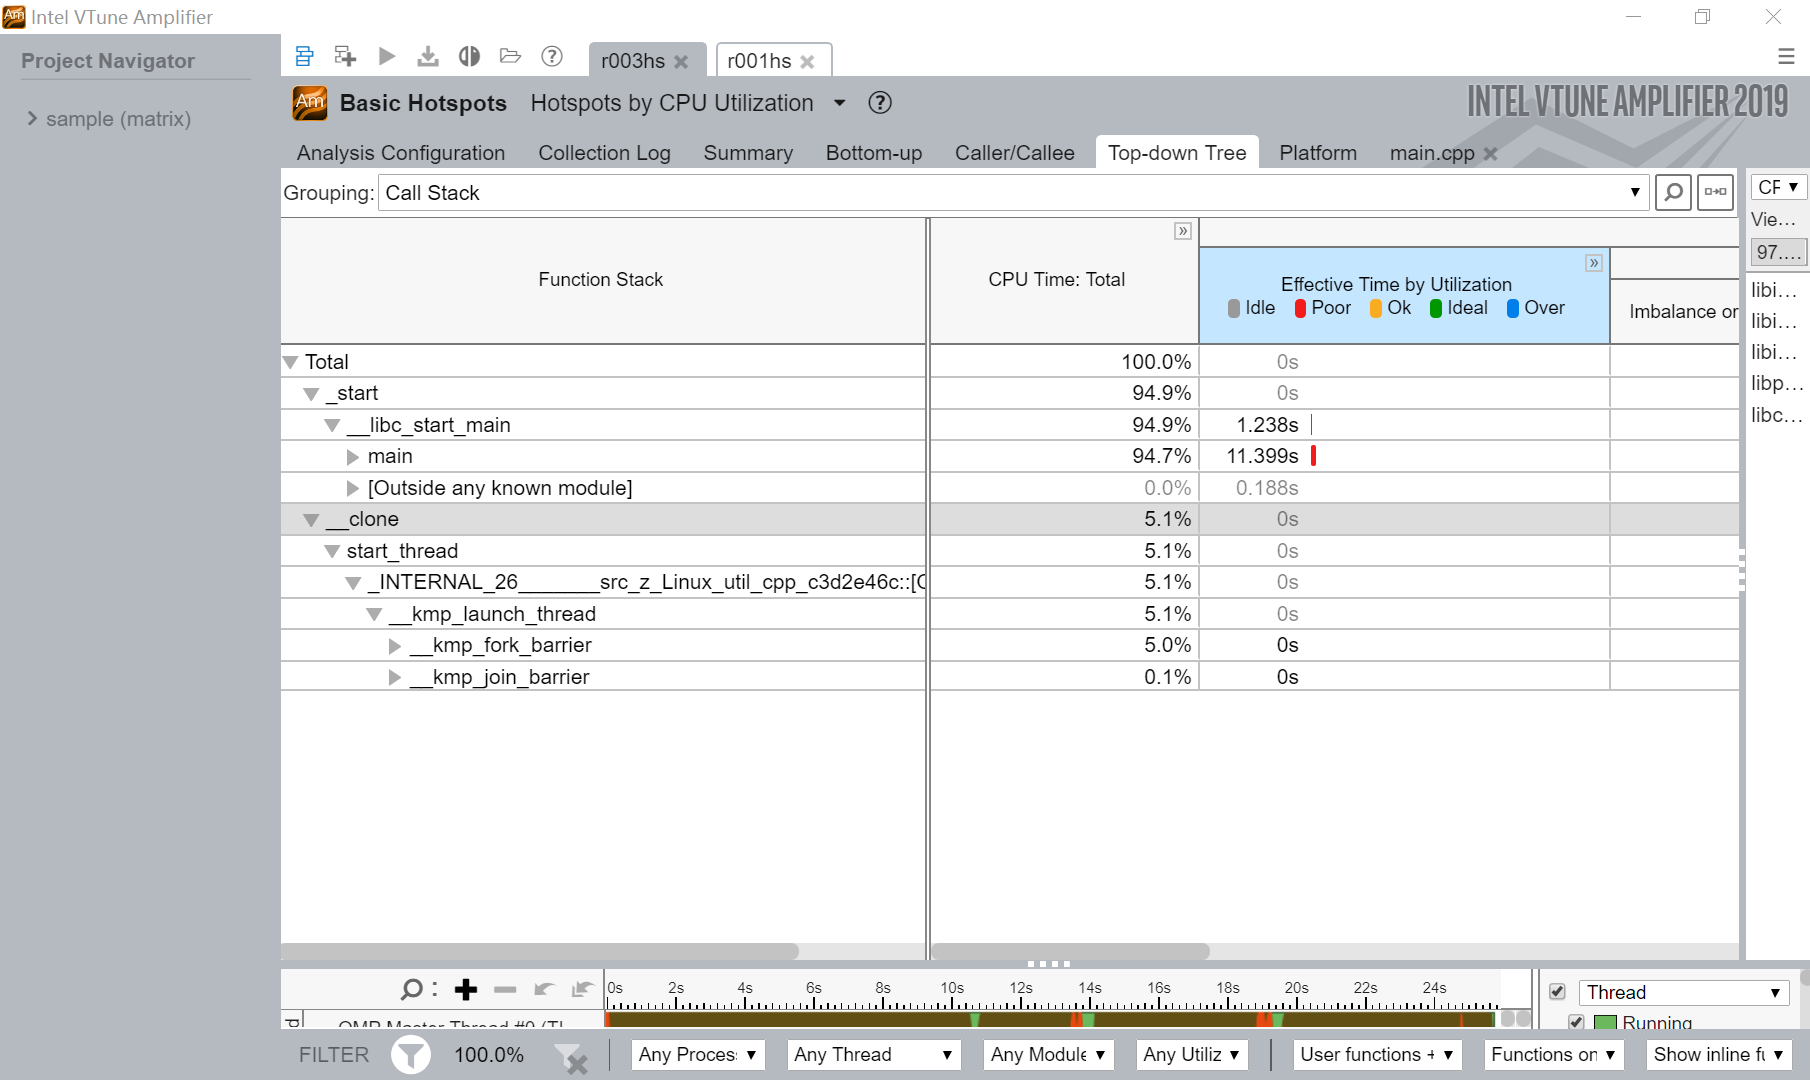 Am Intel VTune Amplifier
Project Navigator
sample (matrix)
r003hs
r001hs
Am Basic Hotspots Hotspots by CPU Utilization
INTEL VTUNE AMPLIFIER 2019
Analysis Configuration Collection Log Summary Bottom-up Caller/Callee Top-down Tree Platform main.cpp
Grouping: Call Stack
Function Stack
CPU Time: Total
Effective Time by Utilization
Idle Poor Ok Ideal Over
Imbalance or
Total 100.0% 0s
_start 94.9% 0s
__libc_start_main 94.9% 1.238s
main 94.7% 11.399s
[Outside any known module] 0.0% 0.188s
__clone 5.1% 0s
start_thread 5.1% 0s
_INTERNAL_26_______src_z_Linux_util_cpp_c3d2e46c::[ 5.1% 0s
__kmp_launch_thread 5.1% 0s
__kmp_fork_barrier 5.0% 0s
__kmp_join_barrier 0.1% 0s
CF
Vie...
97....
libi...
libi...
libi...
libp...
libc...
0s 2s 4s 6s 8s 10s 12s 14s 16s 18s 20s 22s 24s
OMP Master Thread #0 (TI
Thread
Running
FILTER 100.0% Any Proces Any Thread Any Module Any Utiliz User functions + Functions on Show inline fu